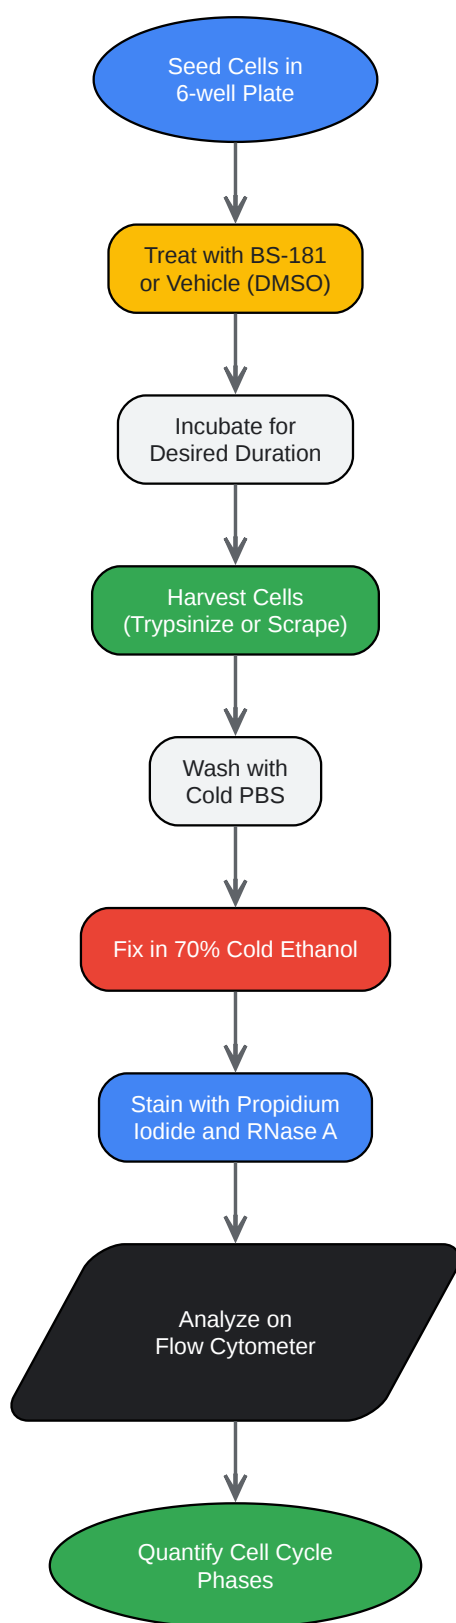 Seed Cells in
6-well Plate
Treat with BS-181
or Vehicle (DMSO)
Incubate for
Desired Duration
Harvest Cells
(Trypsinize or Scrape)
Wash with
Cold PBS
Fix in 70% Cold Ethanol
Stain with Propidium
Iodide and RNase A
Analyze on
Flow Cytometer
Quantify Cell Cycle
Phases